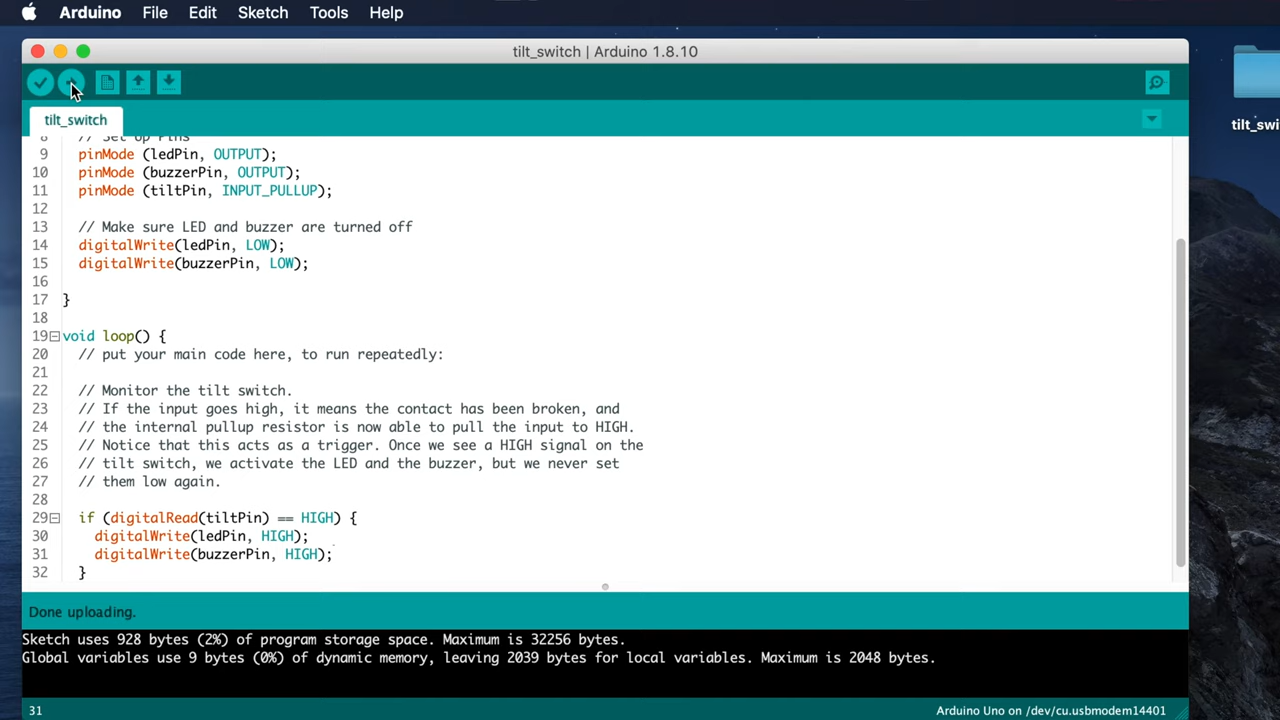 Arduino File Edit Sketch Tools Help
tilt_switch | Arduino 1.8.10
tilt_switch
8 // Set Up Pins
9 pinMode (ledPin, OUTPUT);
10 pinMode (buzzerPin, OUTPUT);
11 pinMode (tiltPin, INPUT_PULLUP);
12
13 // Make sure LED and buzzer are turned off
14 digitalWrite(ledPin, LOW);
15 digitalWrite(buzzerPin, LOW);
16
17 }
18
19 void loop() {
20 // put your main code here, to run repeatedly:
21
22 // Monitor the tilt switch.
23 // If the input goes high, it means the contact has been broken, and
24 // the internal pullup resistor is now able to pull the input to HIGH.
25 // Notice that this acts as a trigger. Once we see a HIGH signal on the
26 // tilt switch, we activate the LED and the buzzer, but we never set
27 // them low again.
28
29 if (digitalRead(tiltPin) == HIGH) {
30 digitalWrite(ledPin, HIGH);
31 digitalWrite(buzzerPin, HIGH);
32 }
Done uploading.
Sketch uses 928 bytes (2%) of program storage space. Maximum is 32256 bytes.
Global variables use 9 bytes (0%) of dynamic memory, leaving 2039 bytes for local variables. Maximum is 2048 bytes.
31 Arduino Uno on /dev/cu.usbmodem14401
tilt_swi